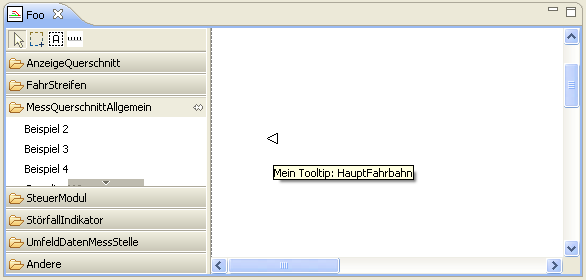 Foo
A
AnzeigeQuerschnitt
FahrStreifen
MessQuerschnittAllgemein
Beispiel 2
Beispiel 3
Beispiel 4
SteuerModul
StörfallIndikator
UmfeldDatenMessStelle
Andere
Mein Tooltip: HauptFahrbahn